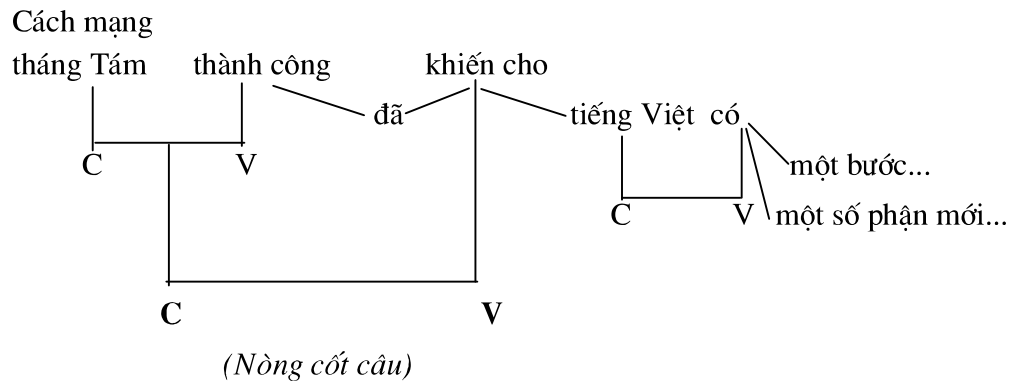 Cách mạng
tháng Tám thành công khiến cho
đã tiếng Việt có
C V một bước...
C V một số phận mới...
C V
(Nòng cốt câu)